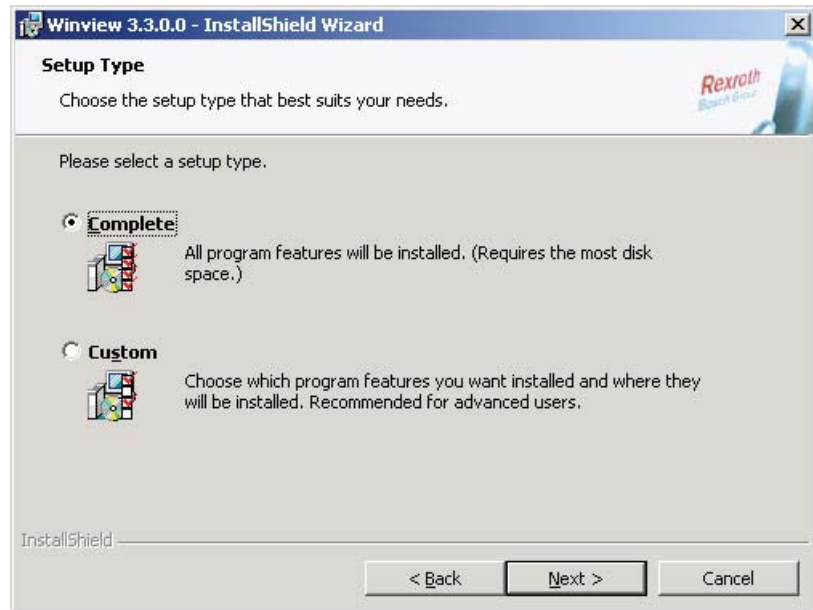 Winview 3.3.0.0 - InstallShield Wizard
Setup Type
Choose the setup type that best suits your needs.
Rexroth
Bosch Group
Please select a setup type.
Complete
All program features will be installed. (Requires the most disk
space.)
Custom
Choose which program features you want installed and where they
will be installed. Recommended for advanced users.
InstallShield
< Back
Next >
Cancel